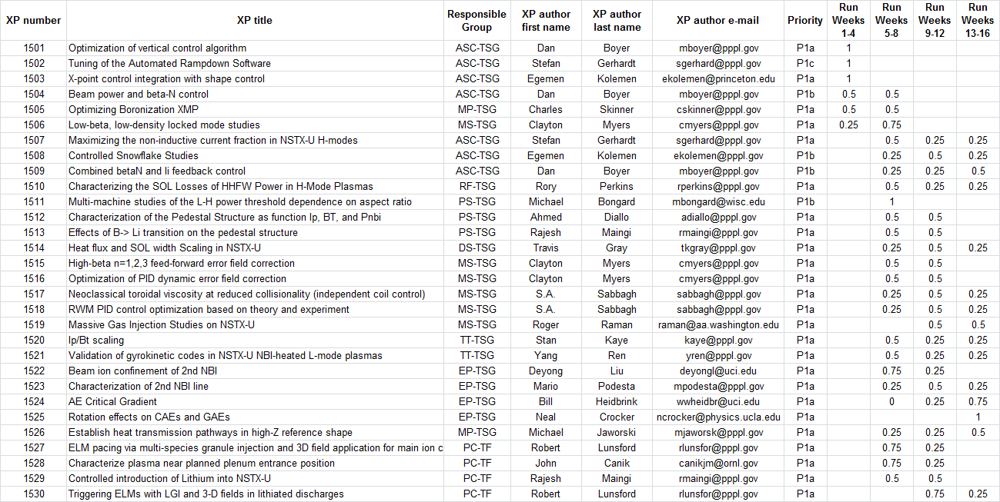 XP number XP title Responsible Group XP author first name XP author last name XP author e-mail Priority Run Weeks 1-4 Run Weeks 5-8 Run Weeks 9-12 Run Weeks 13-16
1501 Optimization of vertical control algorithm ASC-TSG Dan Boyer mboyer@pppl.gov P1a 1
1502 Tuning of the Automated Rampdown Software ASC-TSG Stefan Gerhardt sgerhard@pppl.gov P1c 1
1503 X-point control integration with shape control ASC-TSG Egemen Kolemen ekolemen@princeton.edu P1a 1
1504 Beam power and beta-N control ASC-TSG Dan Boyer mboyer@pppl.gov P1b 0.5 0.5
1505 Optimizing Boronization XMP MP-TSG Charles Skinner cskinner@pppl.gov P1a 0.5 0.5
1506 Low-beta, low-density locked mode studies MS-TSG Clayton Myers cmyers@pppl.gov P1a 0.25 0.75
1507 Maximizing the non-inductive current fraction in NSTX-U H-modes ASC-TSG Stefan Gerhardt sgerhard@pppl.gov P1a 0.5 0.25 0.25
1508 Controlled Snowflake Studies ASC-TSG Egemen Kolemen ekolemen@pppl.gov P1b 0.25 0.5 0.25
1509 Combined betaN and li feedback control ASC-TSG Dan Boyer mboyer@pppl.gov P1b 0.25 0.25 0.5
1510 Characterizing the SOL Losses of HHFW Power in H-Mode Plasmas RF-TSG Rory Perkins rperkins@pppl.gov P1a 0.5 0.25 0.25
1511 Multi-machine studies of the L-H power threshold dependence on aspect ratio PS-TSG Michael Bongard mbongard@wisc.edu P1b 1
1512 Characterization of the Pedestal Structure as function Ip, BT, and Pnbi PS-TSG Ahmed Diallo adiallo@pppl.gov P1a 0.5 0.5
1513 Effects of B-> Li transition on the pedestal structure PS-TSG Rajesh Maingi rmaingi@pppl.gov P1a 0.5 0.5
1514 Heat flux and SOL width Scaling in NSTX-U DS-TSG Travis Gray tkgray@pppl.gov P1a 0.25 0.5 0.25
1515 High-beta n=1,2,3 feed-forward error field correction MS-TSG Clayton Myers cmyers@pppl.gov P1a 0.5 0.5
1516 Optimization of PID dynamic error field correction MS-TSG Clayton Myers cmyers@pppl.gov P1a 0.5 0.5
1517 Neoclassical toroidal viscosity at reduced collisionality (independent coil control) MS-TSG S.A. Sabbagh sabbagh@pppl.gov P1a 0.25 0.5 0.25
1518 RWM PID control optimization based on theory and experiment MS-TSG S.A. Sabbagh sabbagh@pppl.gov P1a 0.25 0.5 0.25
1519 Massive Gas Injection Studies on NSTX-U MS-TSG Roger Raman raman@aa.washington.edu P1a 0.5 0.5
1520 Ip/Bt scaling TT-TSG Stan Kaye kaye@pppl.gov P1a 0.5 0.25 0.25
1521 Validation of gyrokinetic codes in NSTX-U NBI-heated L-mode plasmas TT-TSG Yang Ren yren@pppl.gov P1a 0.5 0.25 0.25
1522 Beam ion confinement of 2nd NBI EP-TSG Deyong Liu deyongl@uci.edu P1a 0.75 0.25
1523 Characterization of 2nd NBI line EP-TSG Mario Podesta mpodesta@pppl.gov P1a 0.25 0.5 0.25
1524 AE Critical Gradient EP-TSG Bill Heidbrink wwheidbr@uci.edu P1a 0 0.25 0.75
1525 Rotation effects on CAEs and GAEs EP-TSG Neal Crocker ncrocker@physics.ucla.edu P1a 1
1526 Establish heat transmission pathways in high-Z reference shape MP-TSG Michael Jaworski mjaworsk@pppl.gov P1a 0.25 0.25 0.5
1527 ELM pacing via multi-species granule injection and 3D field application for main ion c PC-TF Robert Lunsford rlunsfor@pppl.gov P1a 0.75 0.25
1528 Characterize plasma near planned plenum entrance position PC-TF John Canik canikjm@ornl.gov P1a 0.75 0.25
1529 Controlled introduction of Lithium into NSTX-U PC-TF Rajesh Maingi rmaingi@pppl.gov P1a 0.5 0.5
1530 Triggering ELMs with LGI and 3-D fields in lithiated discharges PC-TF Robert Lunsford rlunsfor@pppl.gov P1a 0.75 0.25